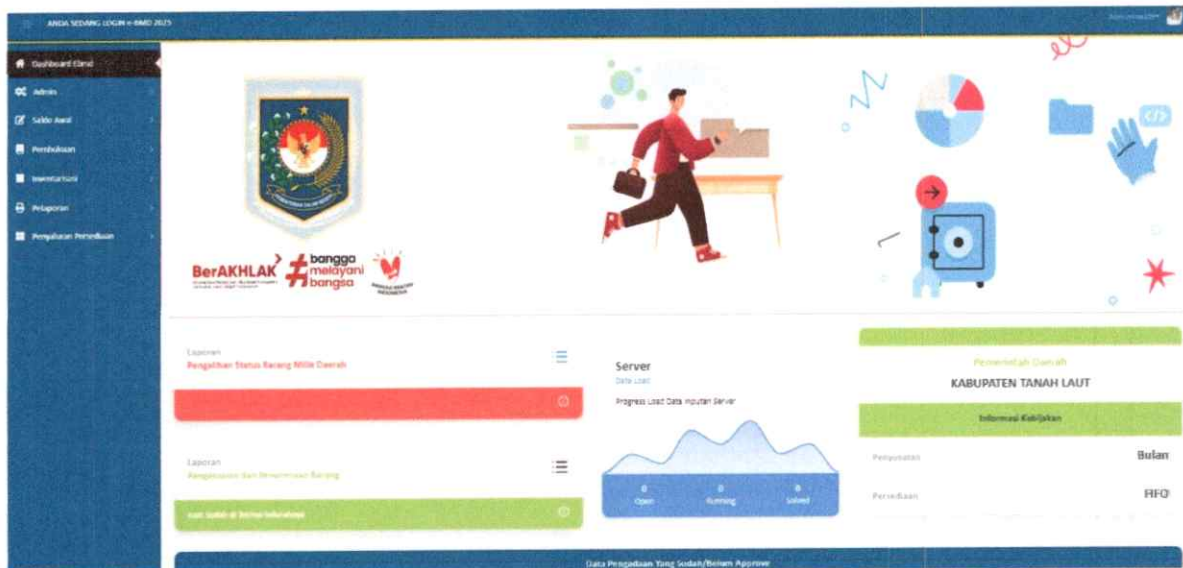 ANDA SEDANG LOGIN e-BMD 2025
Dashboard Ebmd
Admin
Saldo Awal
Pembukuan
Inventarisasi
Pelaporan
Penyaluran Persediaan
BerAKHLAK
#bangga
melayani
bangsa
Laporan
Pengalihan Status Barang Milik Daerah
Laporan
Pengeluaran dan Penerimaan Barang
Server
Data Load
Progress Load Data Inputan Server
0 0 0
Open Running Solved
Pemerintah Daerah
KABUPATEN TANAH LAUT
Informasi Kebijakan
Penyusutan Bulan
Persediaan FIFO
Data Pengadaan Yang Sudah/Belum Approve